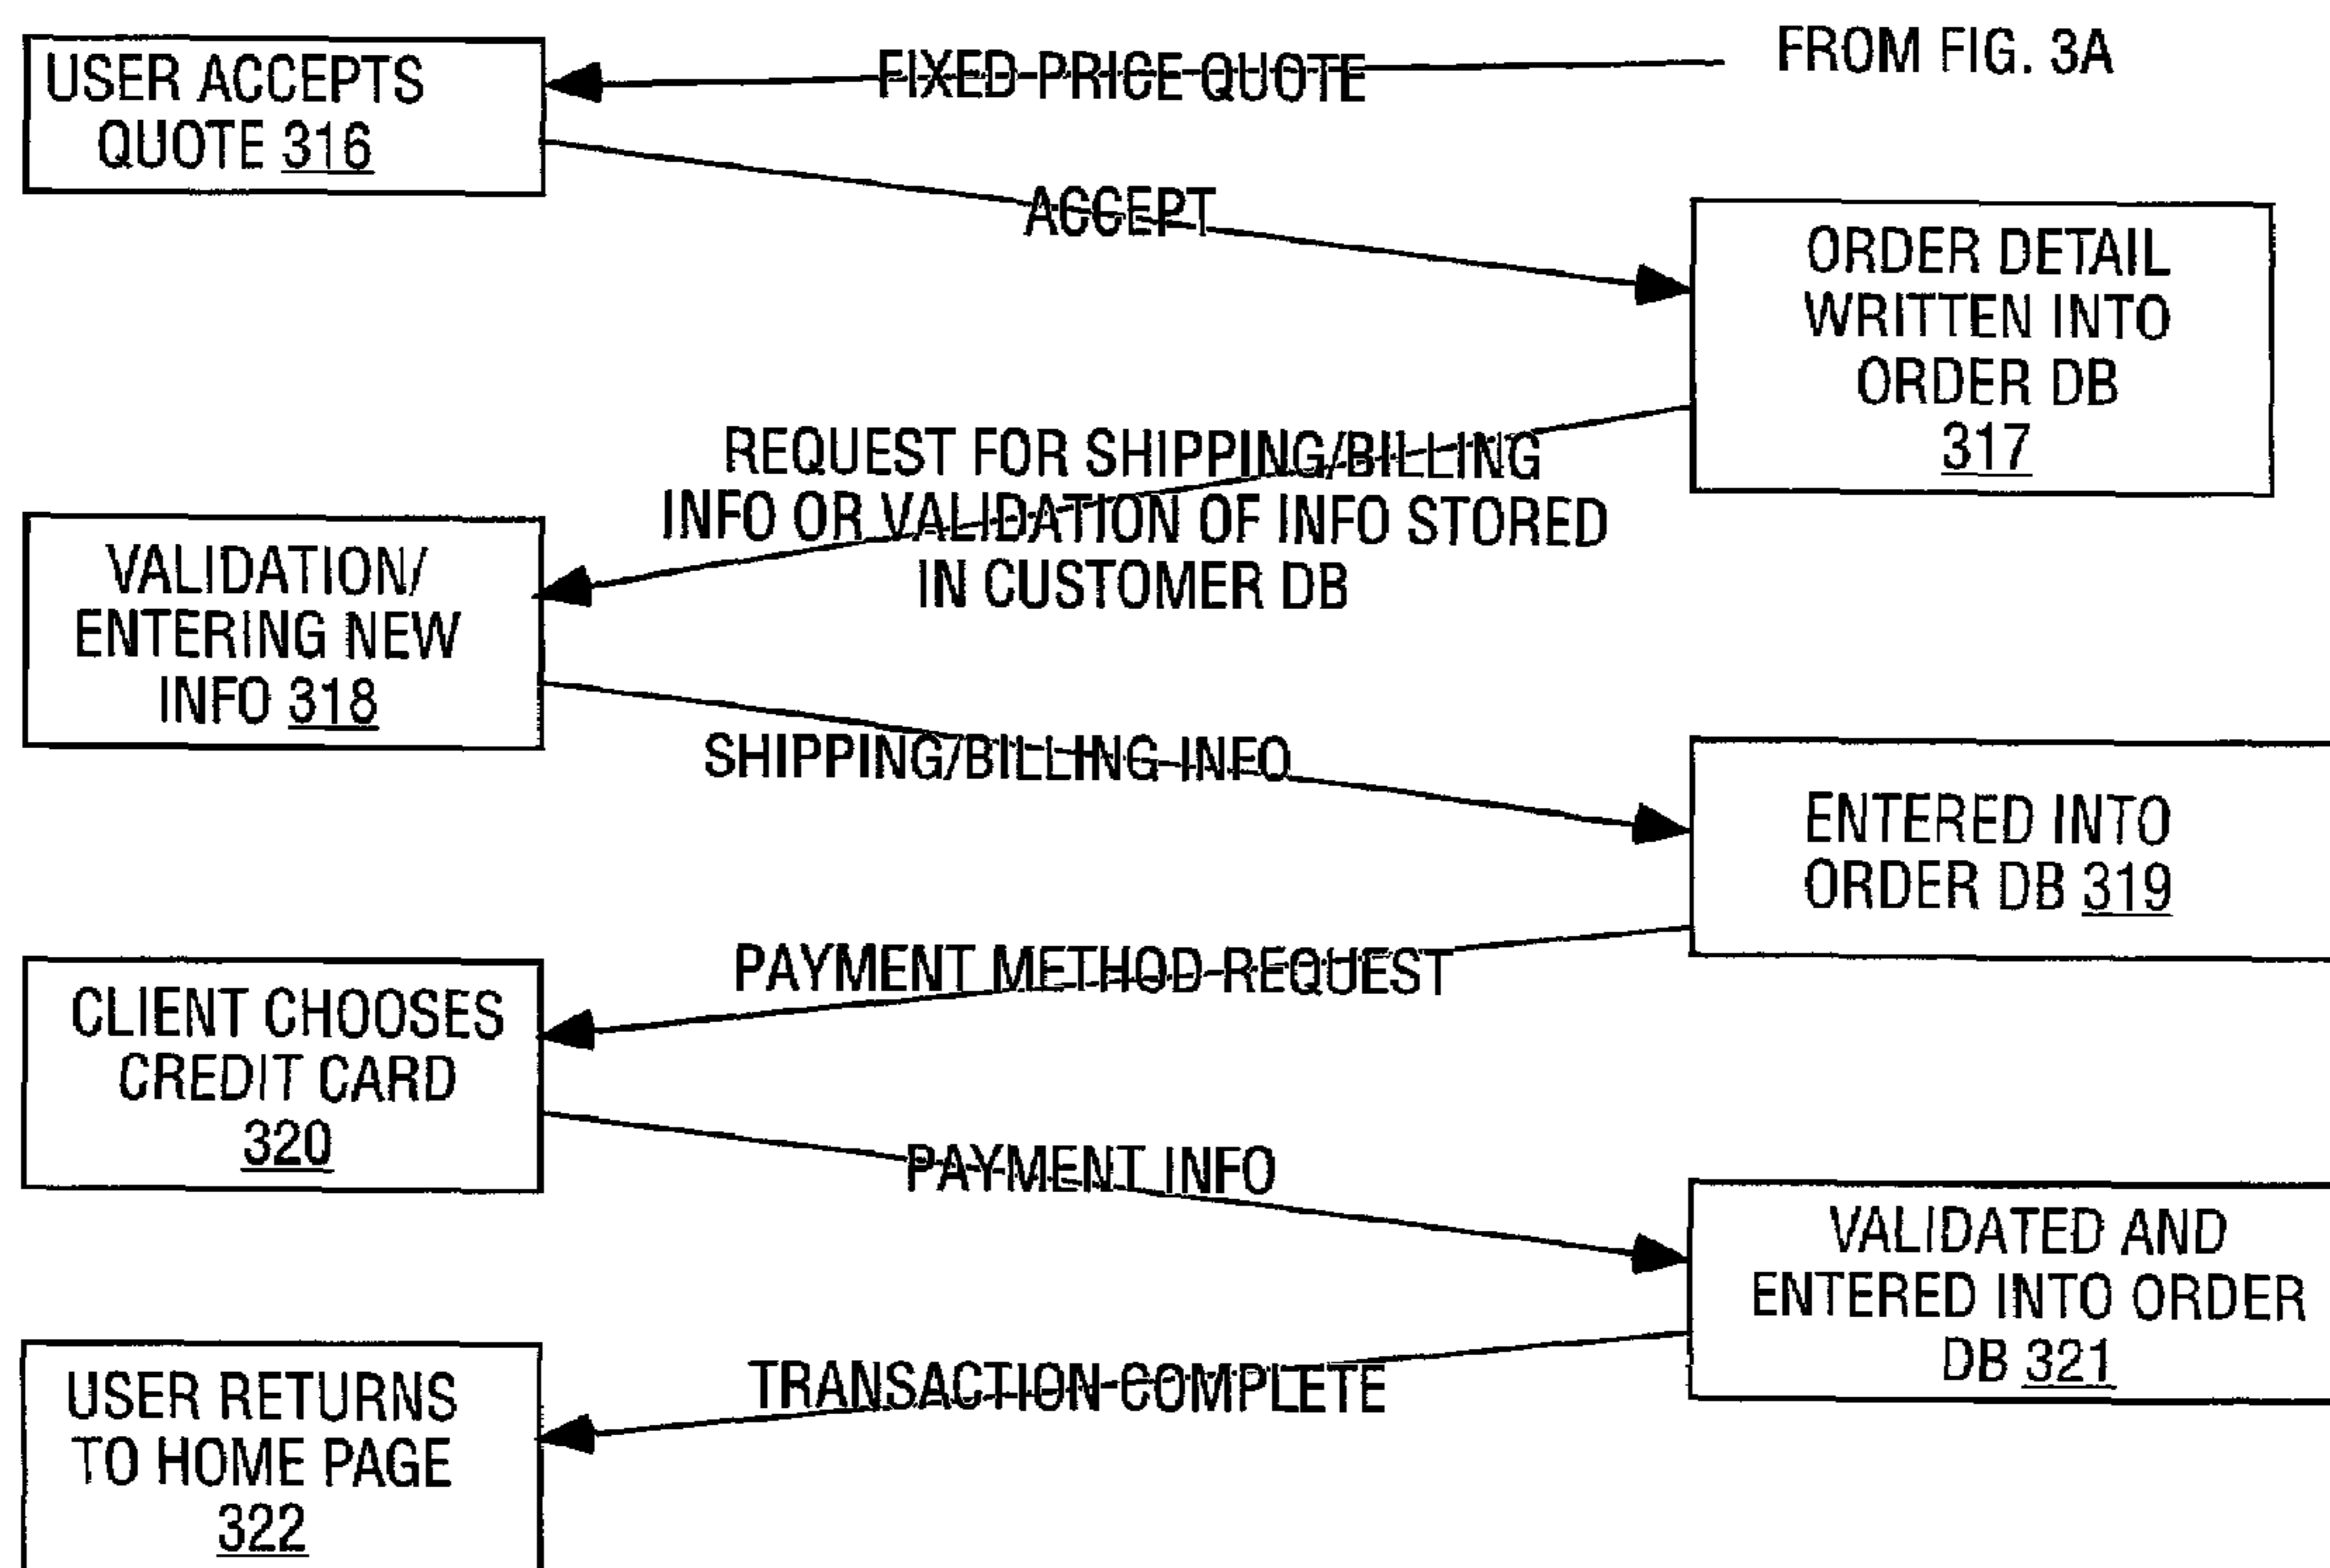 FROM FIG. 3A
FIXED PRICE QUOTE
USER ACCEPTS
QUOTE 316
ACCEPT
ORDER DETAIL
WRITTEN INTO
ORDER DB
317
REQUEST FOR SHIPPING/BILLING
INFO OR VALIDATION OF INFO STORED
IN CUSTOMER DB
VALIDATION/
ENTERING NEW
INFO 318
SHIPPING/BILLING INFO
ENTERED INTO
ORDER DB 319
PAYMENT METHOD REQUEST
CLIENT CHOOSES
CREDIT CARD
320
PAYMENT INFO
VALIDATED AND
ENTERED INTO ORDER
DB 321
TRANSACTION COMPLETE
USER RETURNS
TO HOME PAGE
322